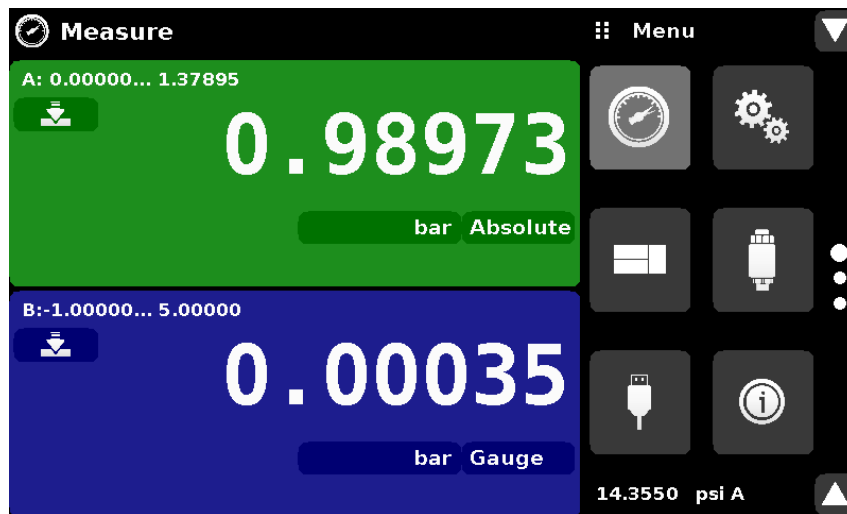 Measure
Menu
A: 0.00000... 1.37895
0.98973
bar Absolute
B:-1.00000... 5.00000
0.00035
bar Gauge
14.3550 psi A